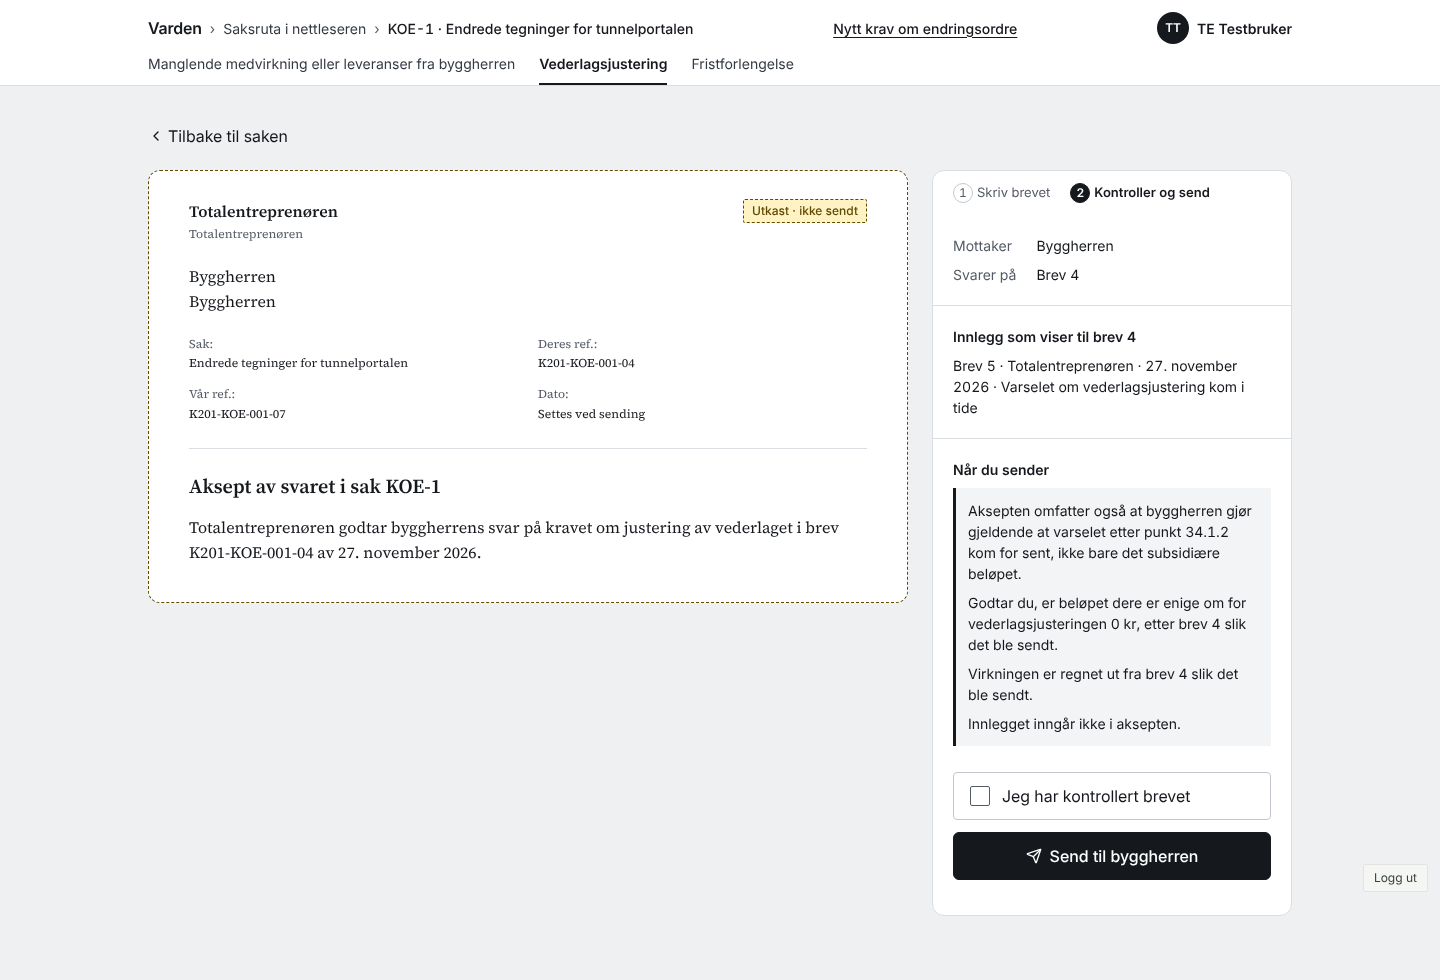 Varden › Saksruta i nettleseren › KOE-1 · Endrede tegninger for tunnelportalen
Nytt krav om endringsordre
TT TE Testbruker
Manglende medvirkning eller leveranser fra byggherren Vederlagsjustering Fristforlengelse
Tilbake til saken
Totalentreprenøren
Utkast · ikke sendt
Totalentreprenøren
Byggherren
Byggherren
Sak:
Endrede tegninger for tunnelportalen
Deres ref.:
K201-KOE-001-04
Vår ref.:
K201-KOE-001-07
Dato:
Settes ved sending
Aksept av svaret i sak KOE-1
Totalentreprenøren godtar byggherrens svar på kravet om justering av vederlaget i brev
K201-KOE-001-04 av 27. november 2026.
1 Skriv brevet 2 Kontroller og send
Mottaker Byggherren
Svarer på Brev 4
Innlegg som viser til brev 4
Brev 5 · Totalentreprenøren · 27. november
2026 · Varselet om vederlagsjustering kom i
tide
Når du sender
Aksepten omfatter også at byggherren gjør
gjeldende at varselet etter punkt 34.1.2
kom for sent, ikke bare det subsidiære
beløpet.
Godtar du, er beløpet dere er enige om for
vederlagsjusteringen 0 kr, etter brev 4 slik
det ble sendt.
Virkningen er regnet ut fra brev 4 slik det
ble sendt.
Innlegget inngår ikke i aksepten.
Jeg har kontrollert brevet
Send til byggherren
Logg ut